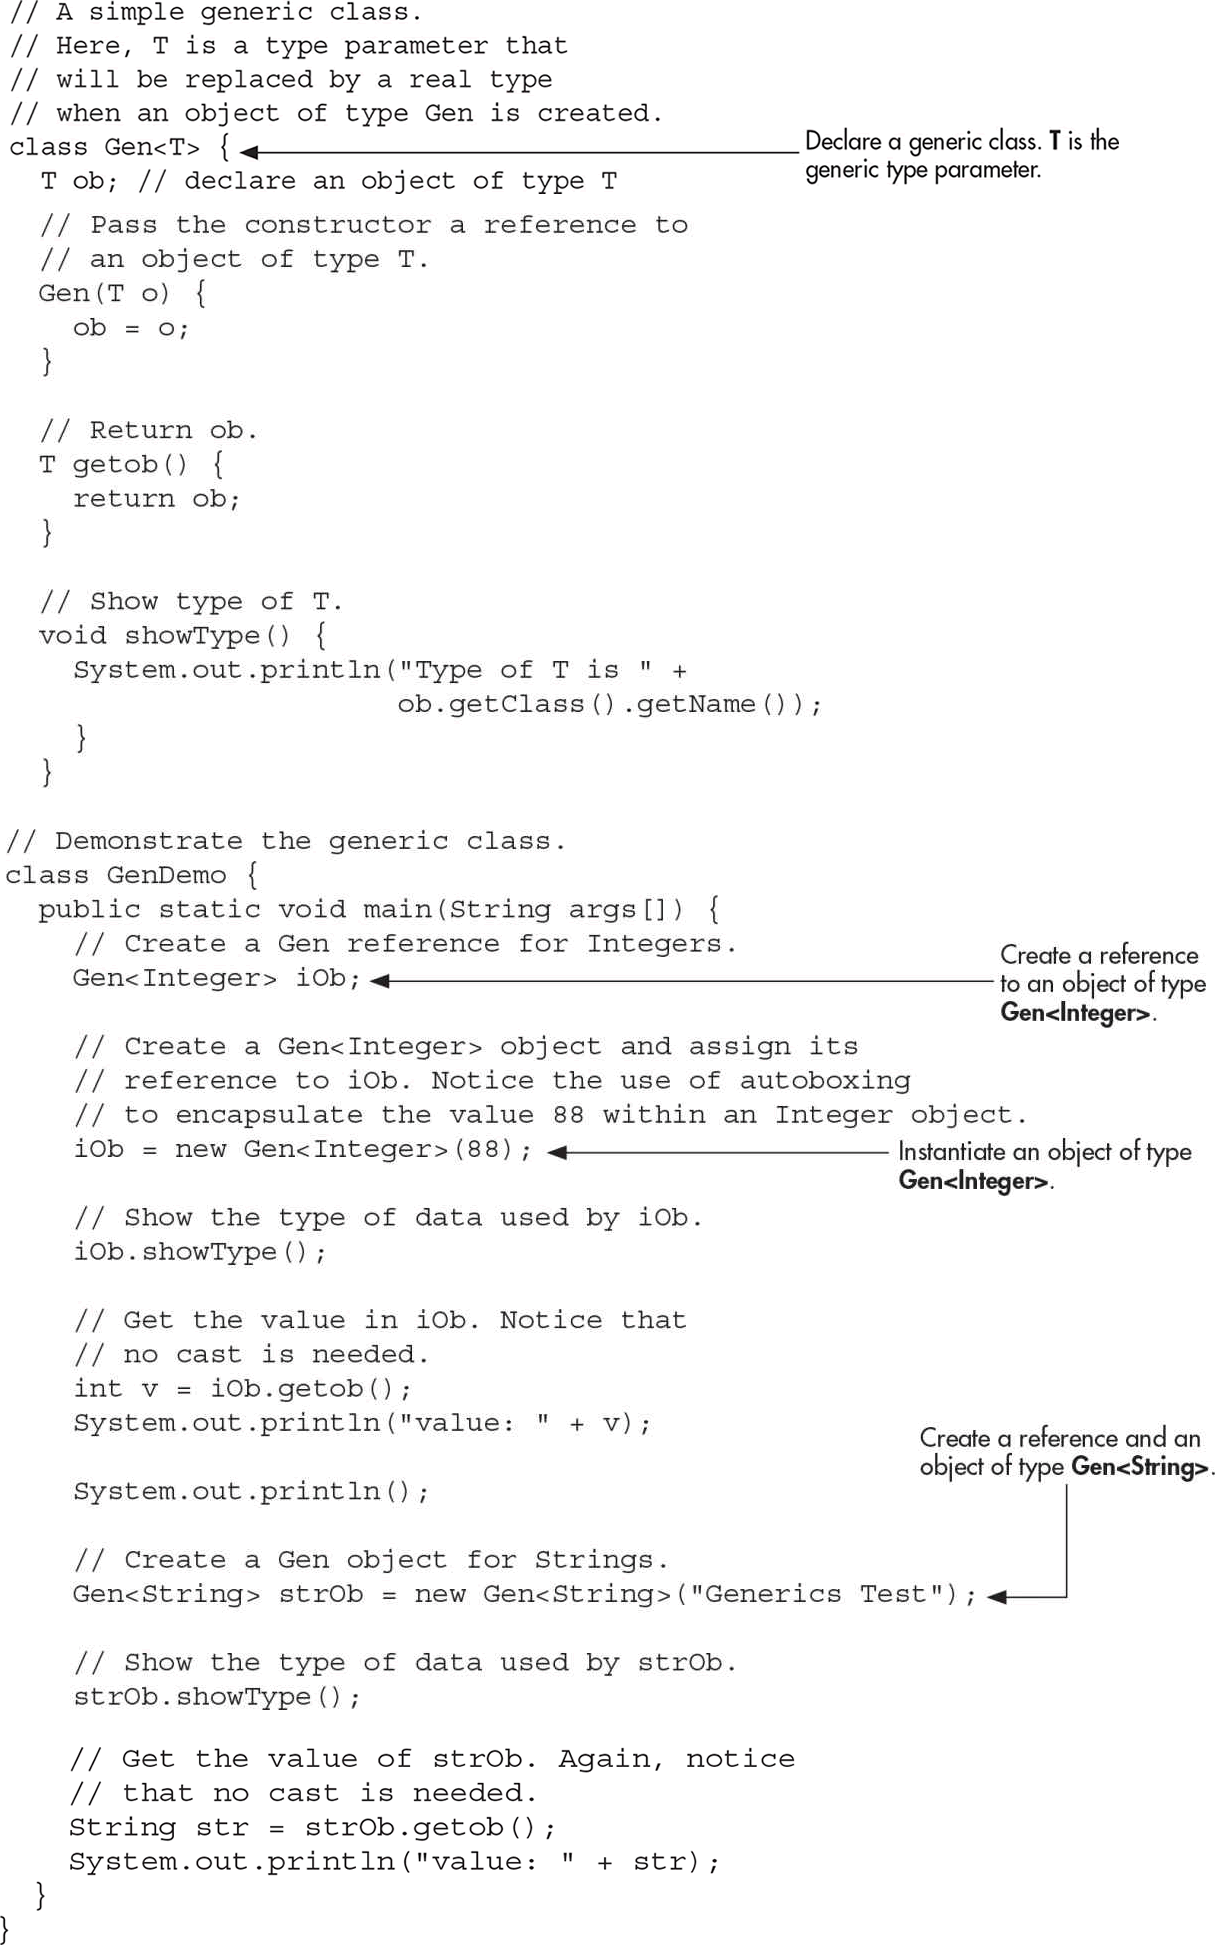 // A simple generic class.
// Here, T is a type parameter that
// will be replaced by a real type
// when an object of type Gen is created.
class Gen<T> {
Declare a generic class. T is the
generic type parameter.
T ob; // declare an object of type T
// Pass the constructor a reference to
// an object of type T.
Gen(T o) {
ob = o;
}
// Return ob.
T getob() {
return ob;
}
// Show type of T.
void showType() {
System.out.println("Type of T is " +
ob.getClass().getName());
}
}
// Demonstrate the generic class.
class GenDemo {
public static void main(String args[]) {
// Create a Gen reference for Integers.
Gen<Integer> iOb;
Create a reference
to an object of type
Gen<Integer>.
// Create a Gen<Integer> object and assign its
// reference to iOb. Notice the use of autoboxing
// to encapsulate the value 88 within an Integer object.
iOb = new Gen<Integer>(88);
Instantiate an object of type
Gen<Integer>.
// Show the type of data used by iOb.
iOb.showType();
// Get the value in iOb. Notice that
// no cast is needed.
int v = iOb.getob();
System.out.println("value: " + v);
System.out.println();
Create a reference and an
object of type Gen<String>.
// Create a Gen object for Strings.
Gen<String> strOb = new Gen<String>("Generics Test");
// Show the type of data used by strOb.
strOb.showType();
// Get the value of strOb. Again, notice
// that no cast is needed.
String str = strOb.getob();
System.out.println("value: " + str);
}
}